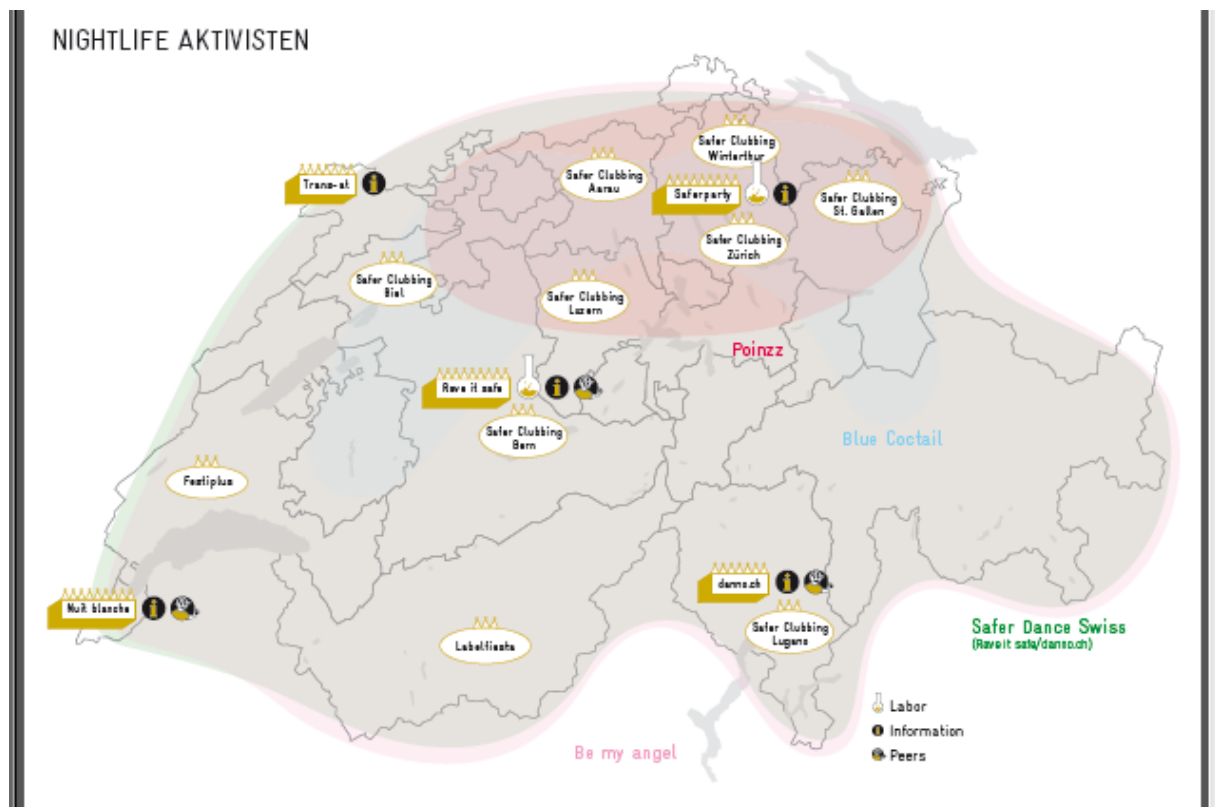 NIGHTLIFE AKTIVISTEN
Safer Clubbing
Winterthur
Safer Clubbing
Aarau
Trans-at
Saferparty
Safer Clubbing
St. Gallen
Safer Clubbing
Zürich
Safer Clubbing
Biel
Safer Clubbing
Luzern
Poinzz
Rave it safe
Safer Clubbing
Bern
Blue Coctail
Festiplus
Nuit blanche
danno.ch
Safer Clubbing
Lugano
Labelfiesta
Safer Dance Swiss
(Rave it safe/danno.ch)
Labor
Information
Peers
Be my angel